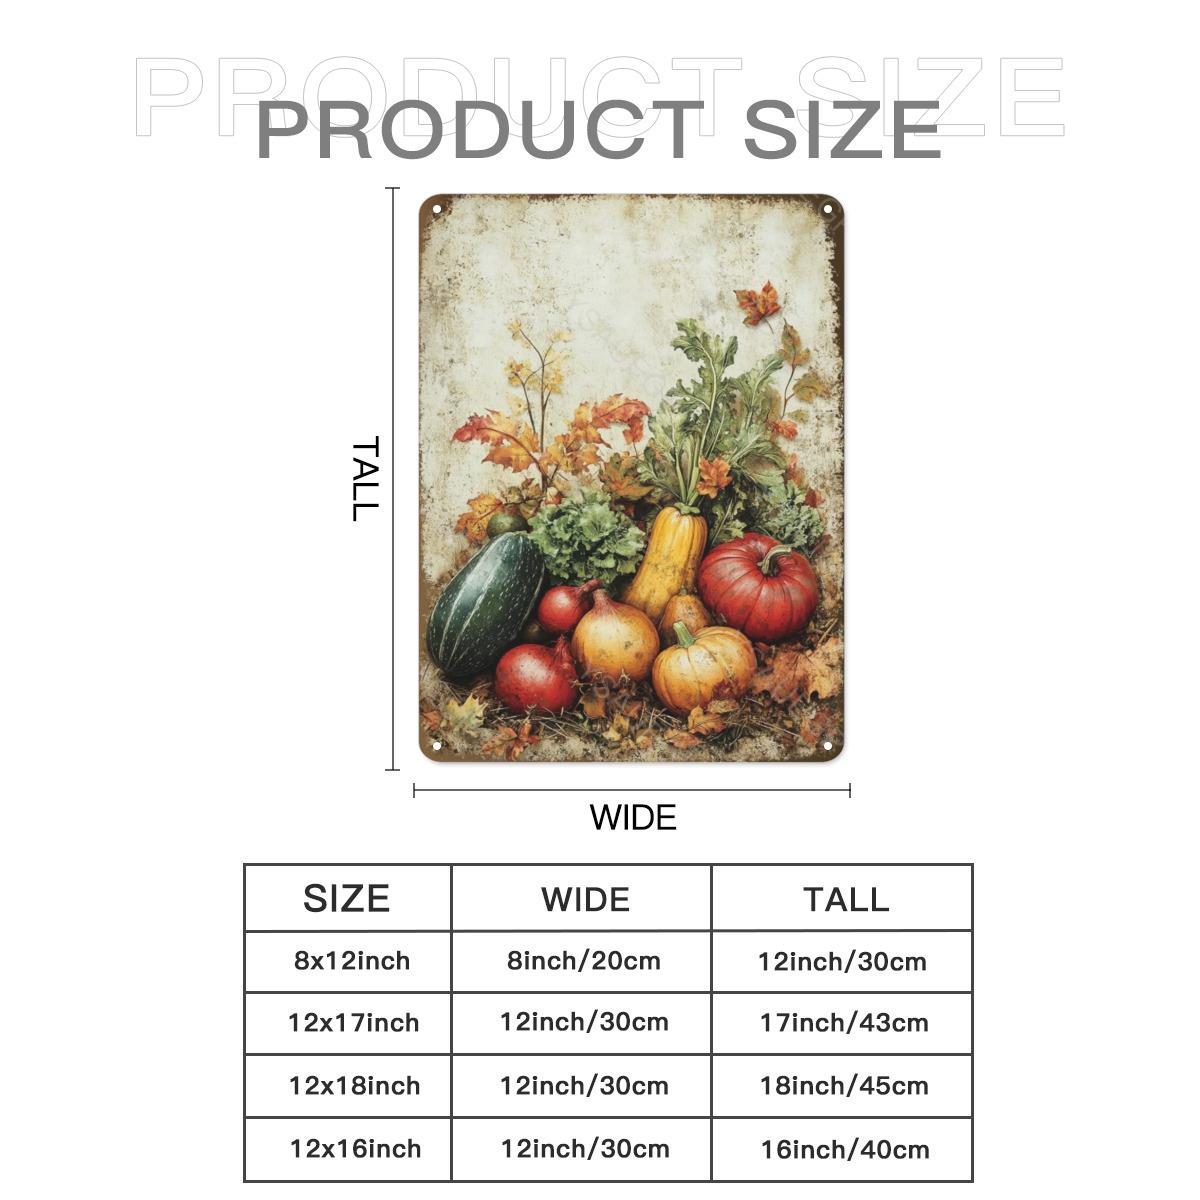 PRODUCT SIZE
PRODUCT SIZE
TALL
WIDE
SIZE WIDE TALL
8x12inch 8inch/20cm 12inch/30cm
12x17inch 12inch/30cm 17inch/43cm
12x18inch 12inch/30cm 18inch/45cm
12x16inch 12inch/30cm 16inch/40cm